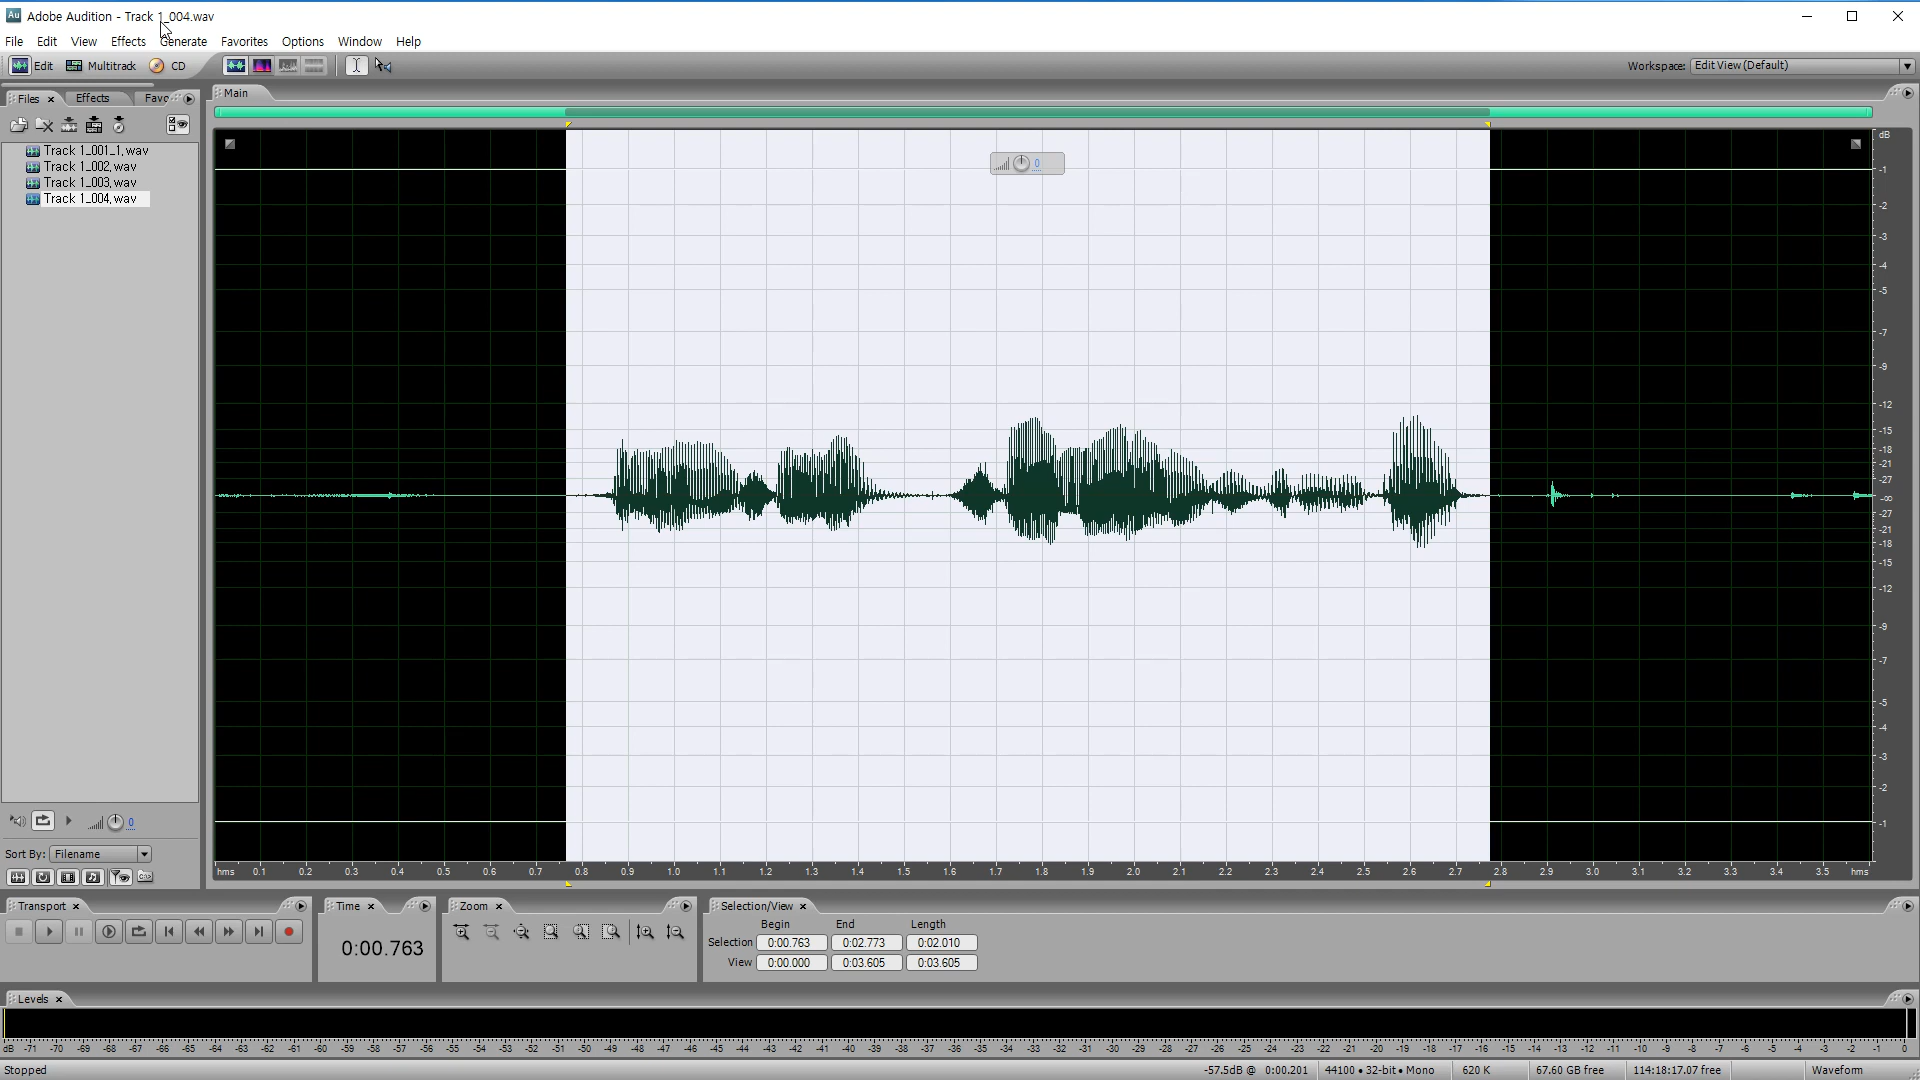 Adobe Audition - Track 1_004.wav
File Edit View Effects Generate Favorites Options Window Help
Edit Multitrack CD
Workspace: Edit View (Default)
Files Effects Favo
Main
Track 1_001_1.wav
Track 1_002.wav
Track 1_003.wav
Track 1_004.wav
0
dB
-1
-2
-3
-4
-5
-7
-9
-12
-15
-18
-21
-27
-∞
-27
-21
-18
-15
-12
-9
-7
-5
-4
-3
-2
-1
0
Sort By: Filename
hms 0.1 0.2 0.3 0.4 0.5 0.6 0.7 0.8 0.9 1.0 1.1 1.2 1.3 1.4 1.5 1.6 1.7 1.8 1.9 2.0 2.1 2.2 2.3 2.4 2.5 2.6 2.7 2.8 2.9 3.0 3.1 3.2 3.3 3.4 3.5 hms
Transport Time Zoom Selection/View
0:00.763
Begin End Length
Selection 0:00.763 0:02.773 0:02.010
View 0:00.000 0:03.605 0:03.605
Levels
dB -71 -70 -69 -68 -67 -66 -65 -64 -63 -62 -61 -60 -59 -58 -57 -56 -55 -54 -53 -52 -51 -50 -49 -48 -47 -46 -45 -44 -43 -42 -41 -40 -39 -38 -37 -36 -35 -34 -33 -32 -31 -30 -29 -28 -27 -26 -25 -24 -23 -22 -21 -20 -19 -18 -17 -16 -15 -14 -13 -12 -11 -10 -9 -8 -7 -6 -5 -4 -3 -2 -1 0
Stopped -57.5dB @ 0:00.201 44100 • 32-bit • Mono 620 K 67.60 GB free 114:18:17.07 free Waveform